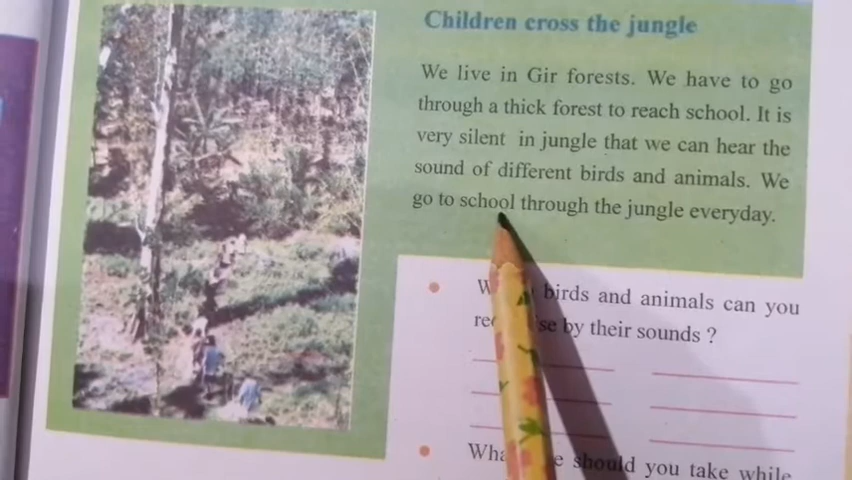 Children cross the jungle
We live in Gir forests. We have to go
through a thick forest to reach school. It is
very silent in jungle that we can hear the
sound of different birds and animals. We
go to school through the jungle everyday.
birds and animals can you
by their sounds ?
should you take while